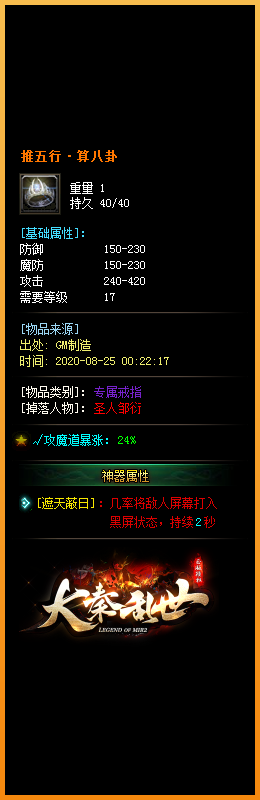 推五行·算八卦
重量 1
持久 40/40
[基础属性]:
防御 150-230
魔防 150-230
攻击 240-420
需要等级 17
[物品来源]
出处: GM制造
时间: 2020-08-25 00:22:17
[物品类别]: 专属戒指
[掉落人物]: 圣人邹衍
√攻魔道暴涨: 24%
神器属性
[遮天蔽日]: 几率将敌人屏幕打入
黑屏状态, 持续2秒
大秦乱世
LEGEND OF MIR2